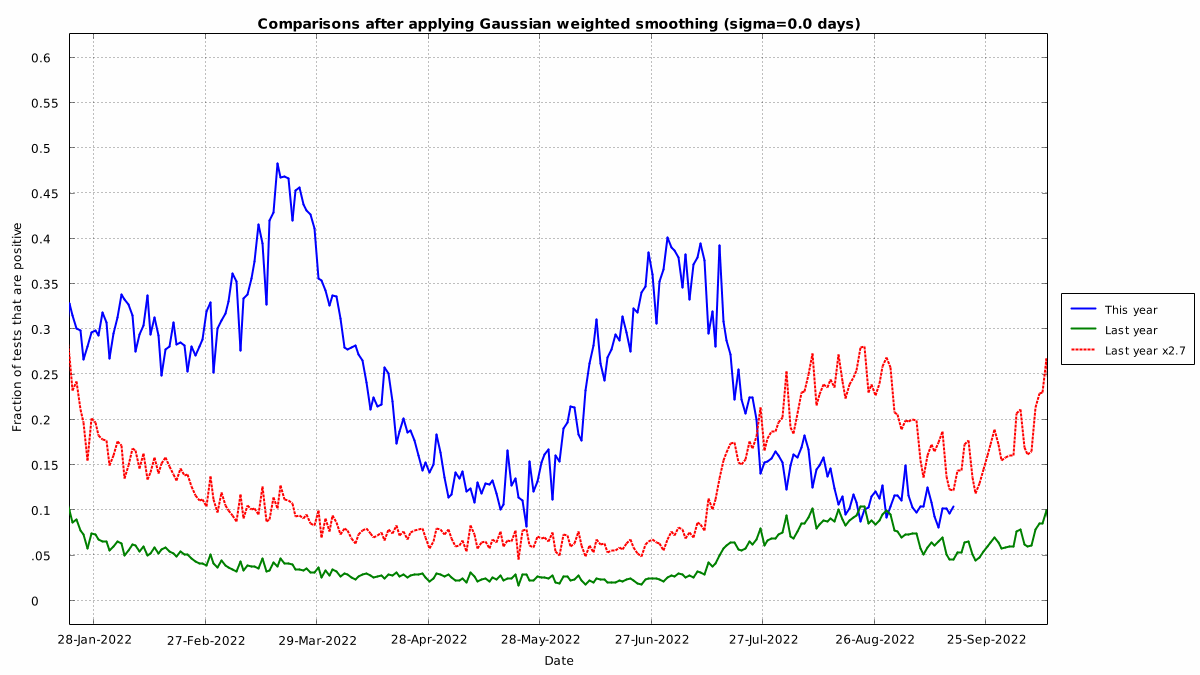 Comparisons after applying Gaussian weighted smoothing (sigma=0.0 days)
0.6
0.55
0.5
0.45
0.4
0.35
0.3
0.25
0.2
0.15
0.1
.05
0
Fraction of tests that are positive
28-Jan-2022 27-Feb-2022 29-Mar-2022 28-Apr-2022 28-May-2022 27-Jun-2022 27-Jul-2022 26-Aug-2022 25-Sep-2022
Date
This year
Last year
Last year x2.7